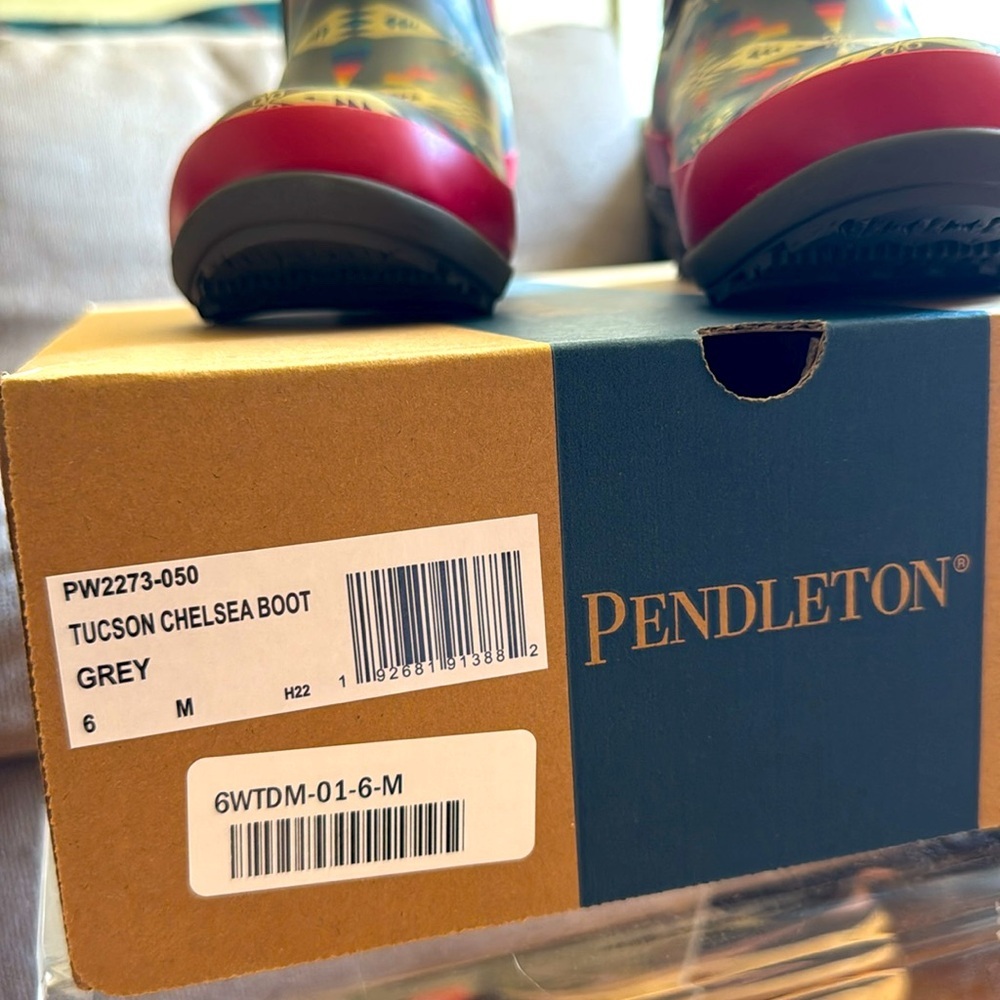 PW2273-050
TUCSON CHELSEA BOOT
GREY
6 M H22
1 92681 91388 2
6WTDM-01-6-M
PENDLETON®